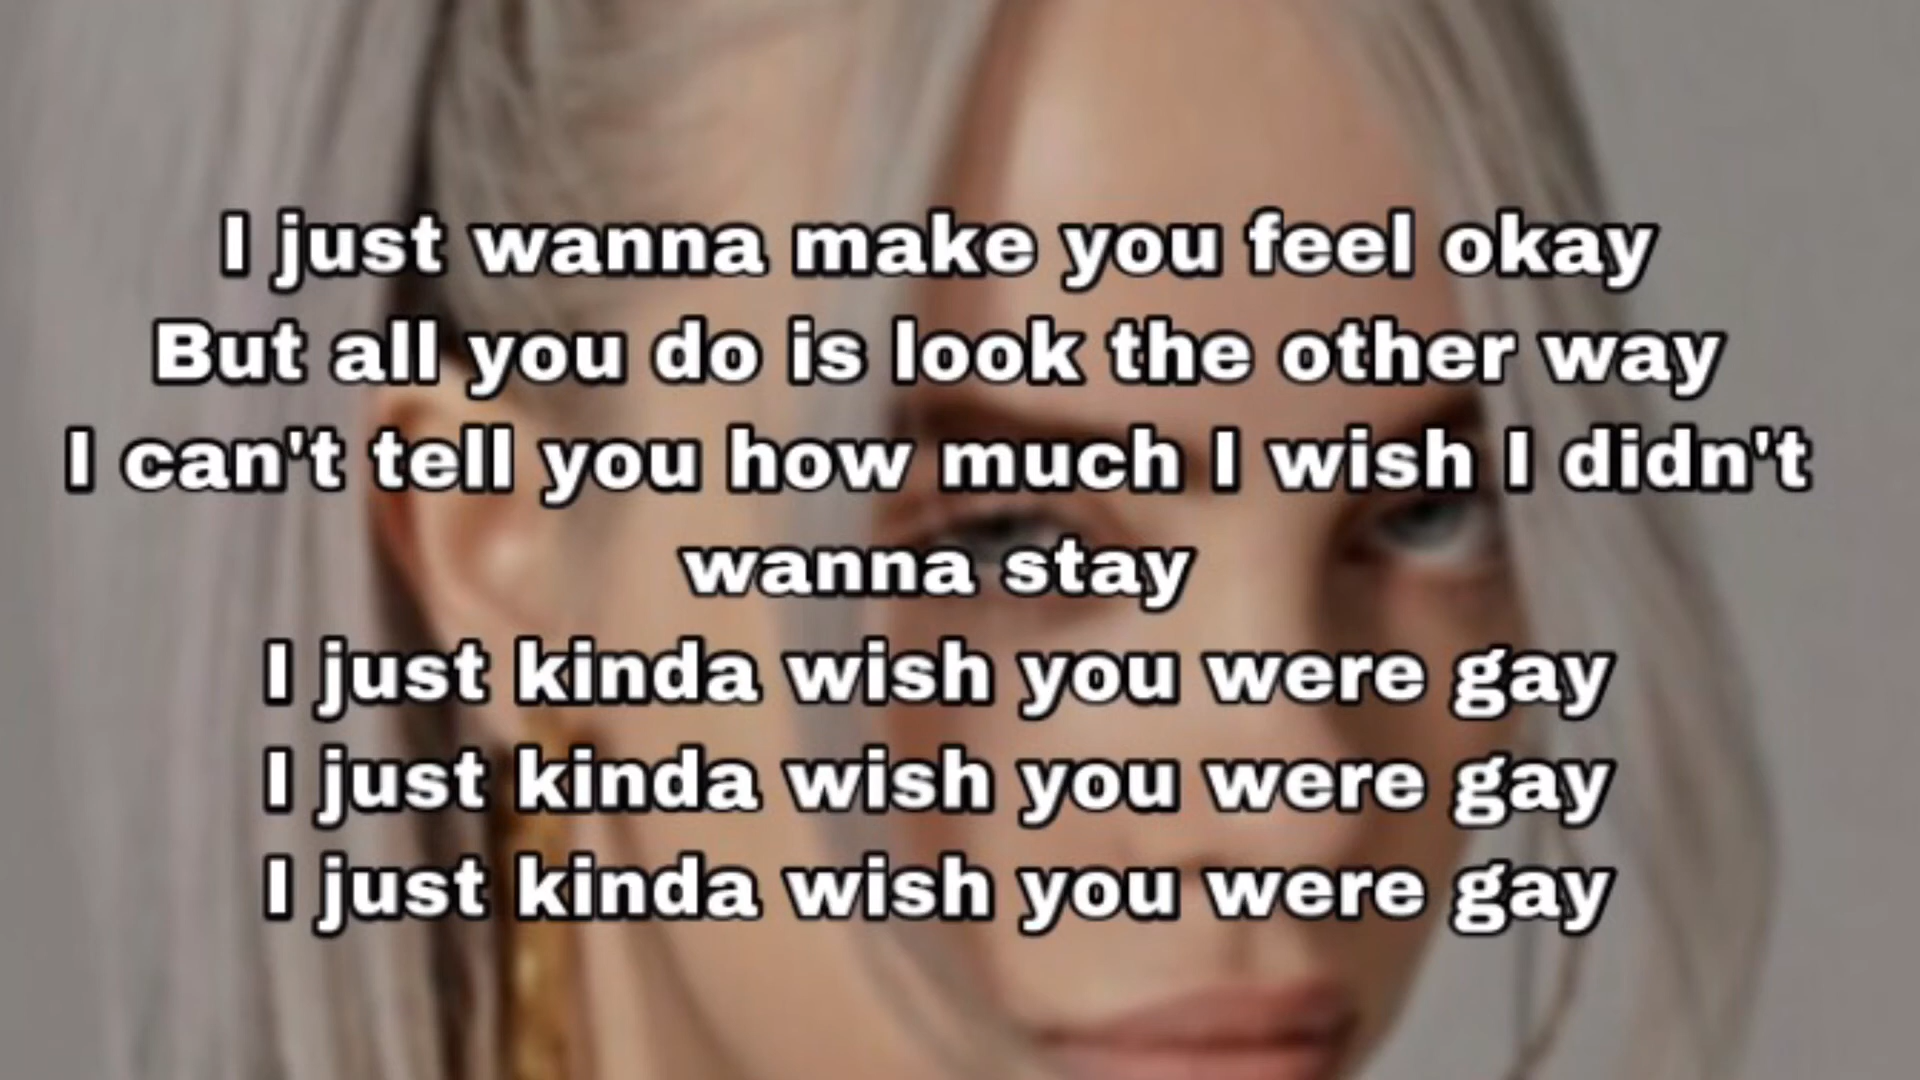 I just wanna make you feel okay
But all you do is look the other way
I can't tell you how much I wish I didn't
wanna stay
I just kinda wish you were gay
I just kinda wish you were gay
I just kinda wish you were gay